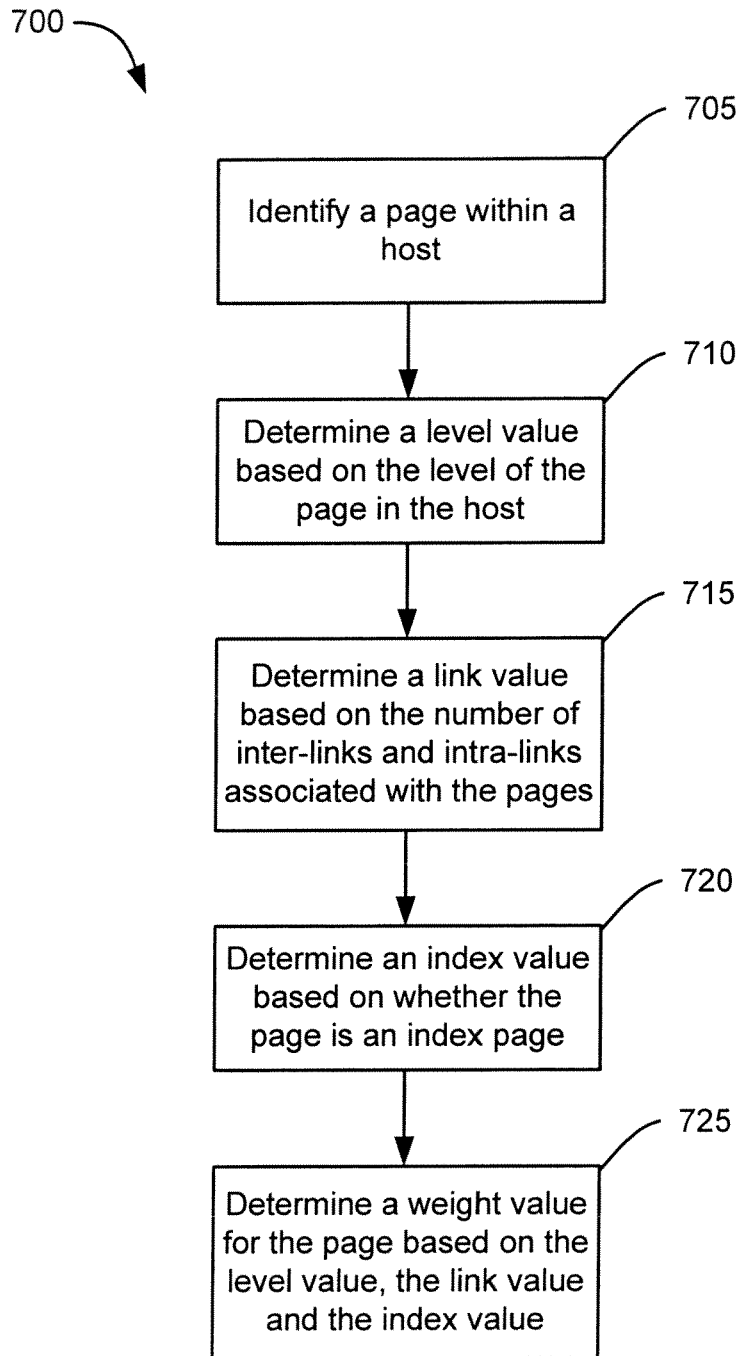 700
705
Identify a page within a
host
710
Determine a level value
based on the level of the
page in the host
715
Determine a link value
based on the number of
inter-links and intra-links
associated with the pages
720
Determine an index value
based on whether the
page is an index page
725
Determine a weight value
for the page based on the
level value, the link value
and the index value